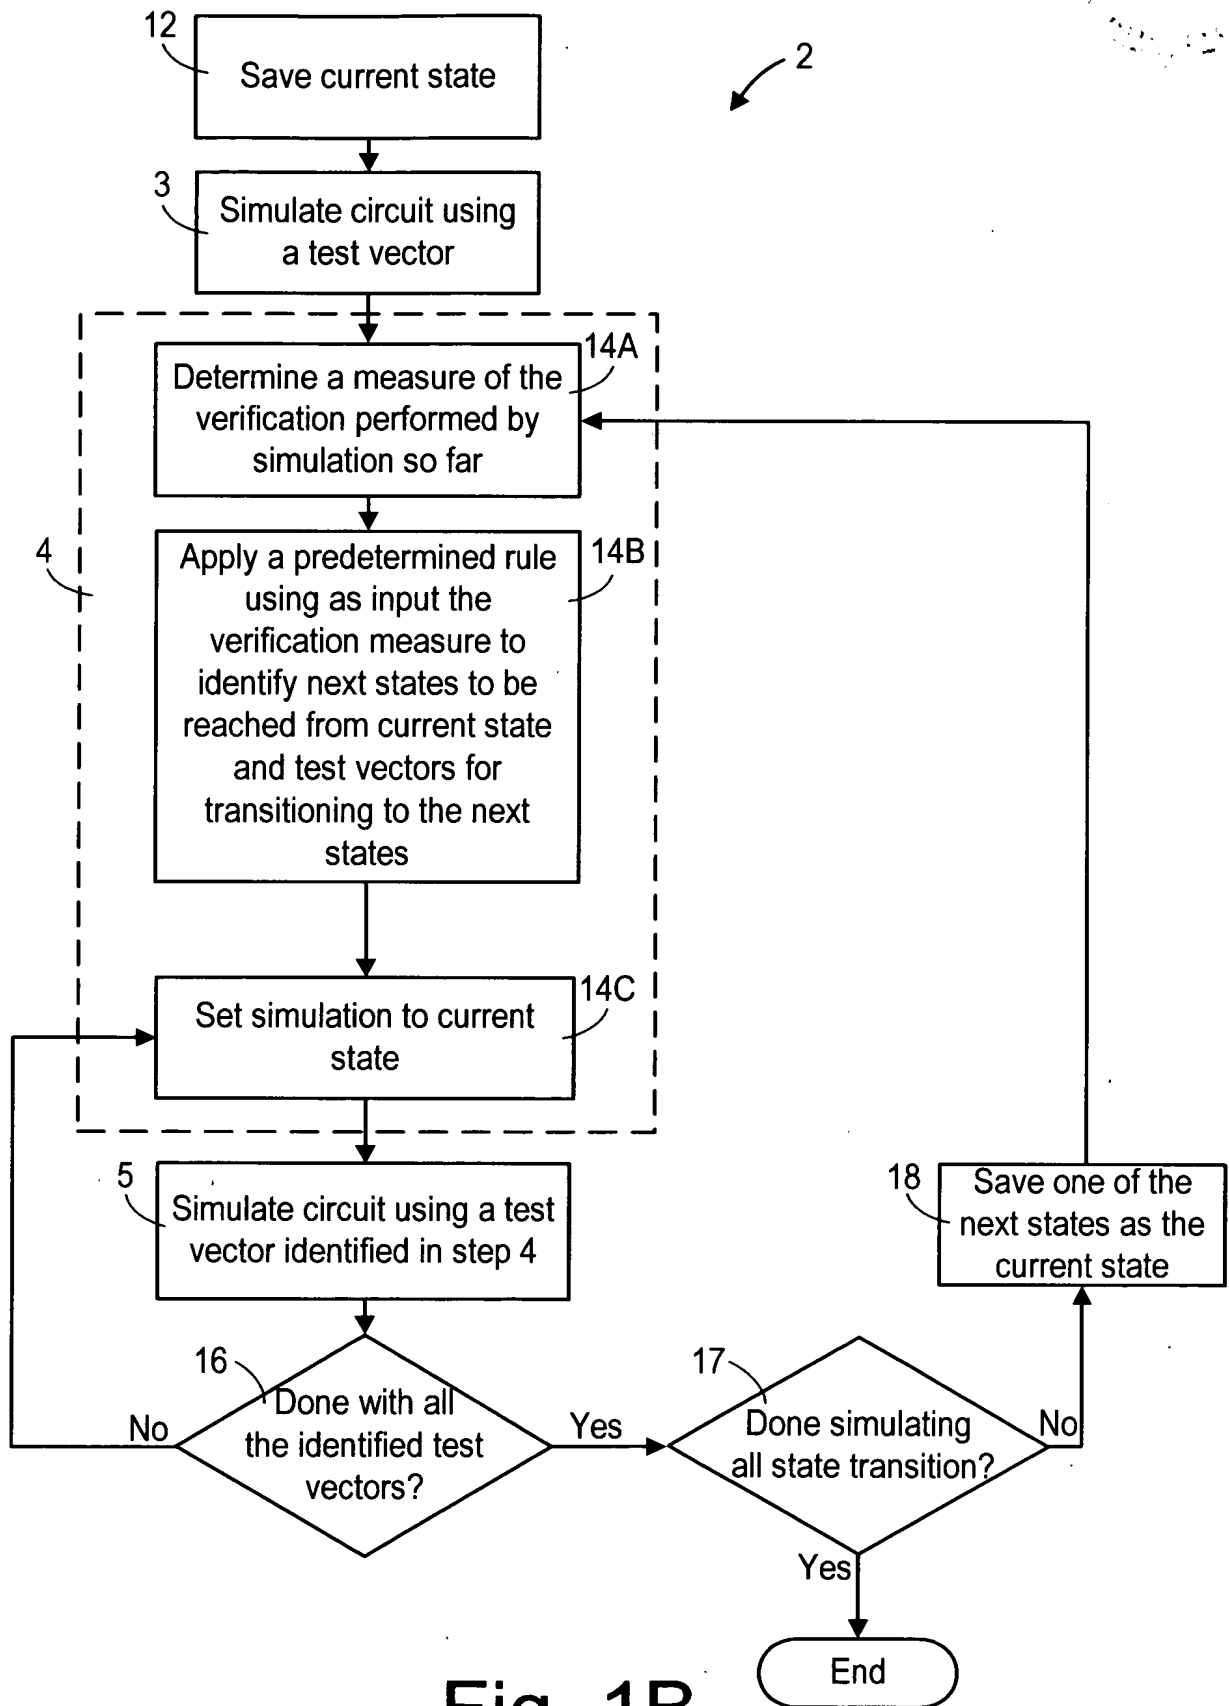 12
Save current state
2
3
Simulate circuit using
a test vector
14A
Determine a measure of the
verification performed by
simulation so far
4
14B
Apply a predetermined rule
using as input the
verification measure to
identify next states to be
reached from current state
and test vectors for
transitioning to the next
states
14C
Set simulation to current
state
5
Simulate circuit using a test
vector identified in step 4
18
Save one of the
next states as the
current state
16
Done with all
the identified test
vectors?
No
Yes
17
Done simulating
all state transition?
No
Yes
End
Fig. 1B